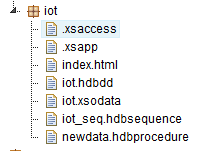 iot
.xsaccess
.xsapp
index.html
iot.hdbdd
iot.xsodata
iot_seq.hdbsequence
newdata.hdbprocedure